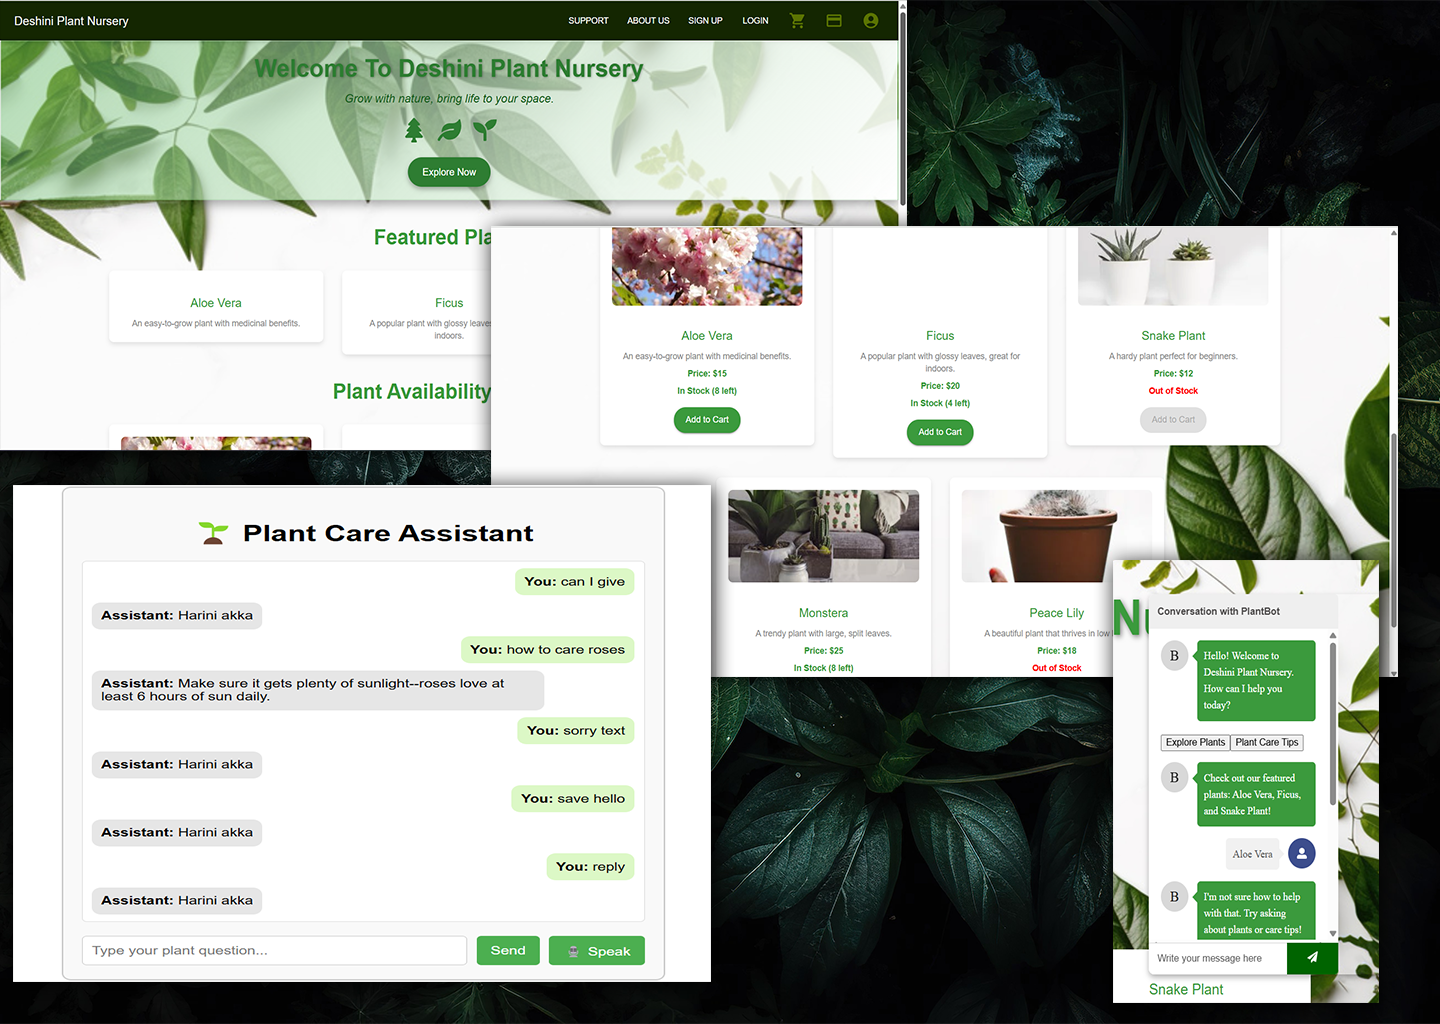 Deshini Plant Nursery
SUPPORT ABOUT US SIGN UP LOGIN
Welcome To Deshini Plant Nursery
Grow with nature, bring life to your space.
Explore Now
Featured Pla
Aloe Vera
An easy-to-grow plant with medicinal benefits.
Ficus
A popular plant with glossy leaves
indoors.
Plant Availability
Aloe Vera
An easy-to-grow plant with medicinal benefits.
Price: $15
In Stock (8 left)
Add to Cart
Ficus
A popular plant with glossy leaves, great for
indoors.
Price: $20
In Stock (4 left)
Add to Cart
Snake Plant
A hardy plant perfect for beginners.
Price: $12
Out of Stock
Add to Cart
Monstera
A trendy plant with large, split leaves.
Price: $25
In Stock (8 left)
Peace Lily
A beautiful plant that thrives in low
Price: $18
Out of Stock
Plant Care Assistant
You: can I give
Assistant: Harini akka
You: how to care roses
Assistant: Make sure it gets plenty of sunlight--roses love at
least 6 hours of sun daily.
You: sorry text
Assistant: Harini akka
You: save hello
Assistant: Harini akka
You: reply
Assistant: Harini akka
Type your plant question...
Send
Speak
Nu
Conversation with PlantBot
B
Hello! Welcome to
Deshini Plant Nursery.
How can I help you
today?
Explore Plants Plant Care Tips
B
Check out our featured
plants: Aloe Vera, Ficus,
and Snake Plant!
Aloe Vera
B
I'm not sure how to help
with that. Try asking
about plants or care tips!
Write your message here
Snake Plant